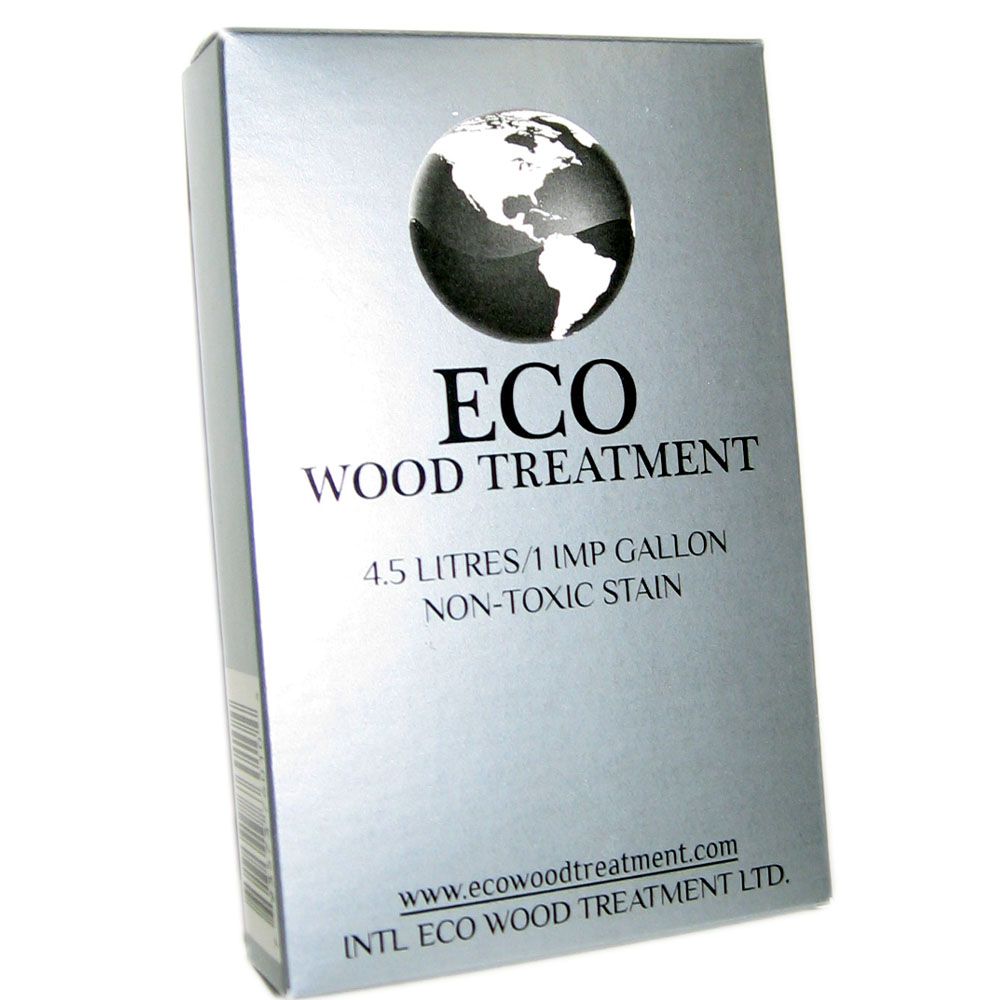 ECO
WOOD TREATMENT
4.5 LITRES/1 IMP GALLON
NON-TOXIC STAIN
www.ecowoodtreatment.com
INTL ECO WOOD TREATMENT LTD.